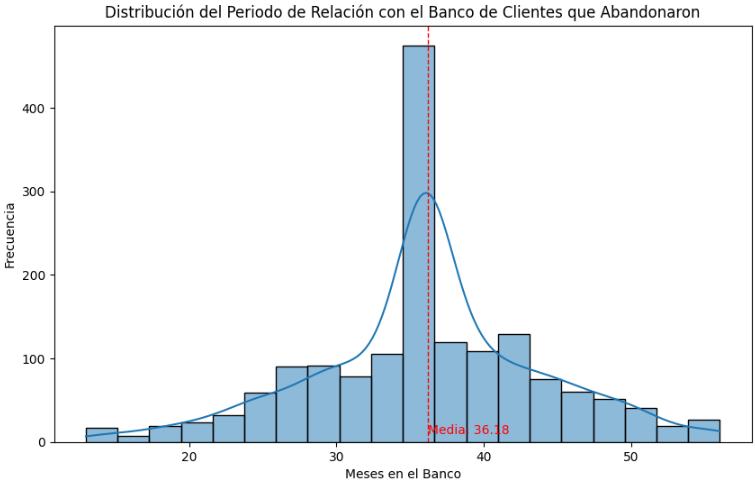 Distribución del Periodo de Relación con el Banco de Clientes que Abandonaron
Frecuencia
400
300
200
100
0
Media: 36.18
20 30 40 50
Meses en el Banco